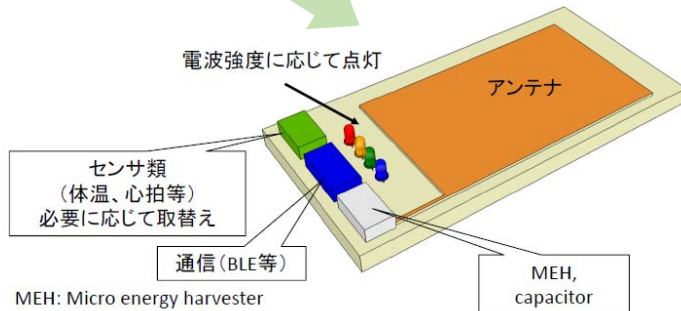 電波強度に応じて点灯
アンテナ
センサ類
(体温、心拍等)
必要に応じて取替え
通信(BLE等)
MEH,
capacitor
MEH: Micro energy harvester